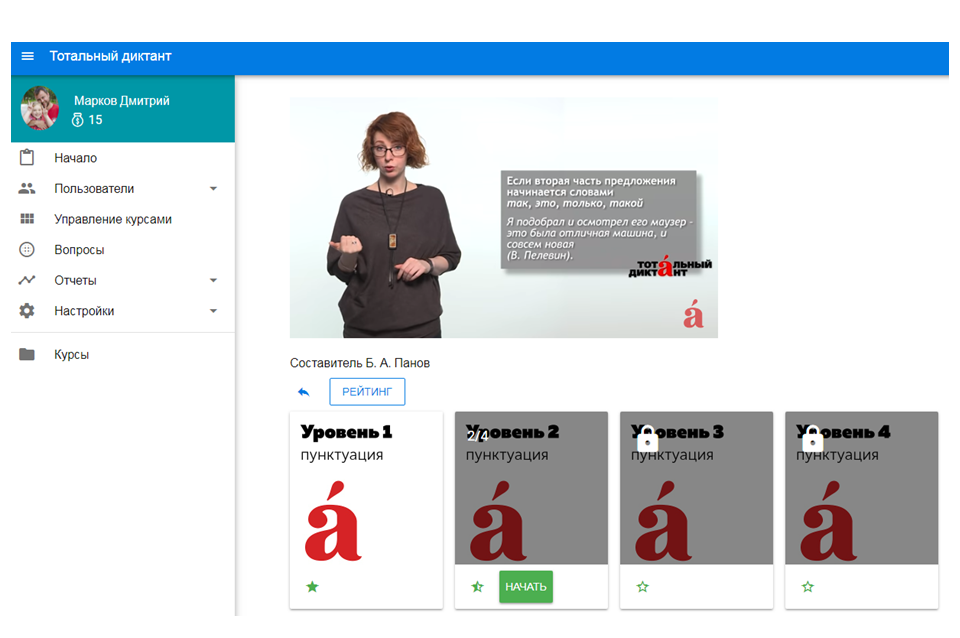 Тотальный диктант
Марков Дмитрий
15
Начало
Пользователи
Управление курсами
Вопросы
Отчеты
Настройки
Курсы
Если вторая часть предложения
начинается словами
так, это, только, такой
Я подобрал и осмотрел его маузер -
это была отличная машина, и
совсем новая
(В. Пелевин).
тотáльный
диктант
á
Составитель Б. А. Панов
РЕЙТИНГ
Уровень 1
пунктуация
á
Уровень 2
2/4
пунктуация
á
НАЧАТЬ
Уровень 3
пунктуация
á
Уровень 4
пунктуация
á